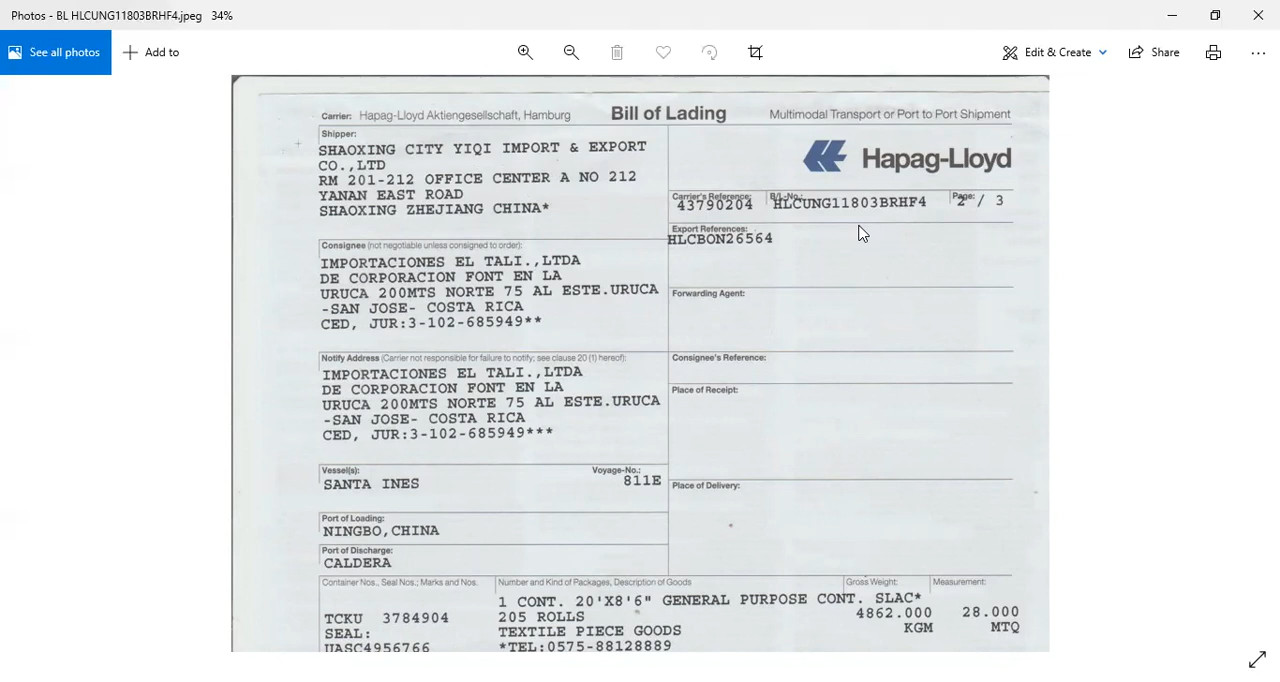 Photos - BL HLCUNG11803BRHF4.jpeg 34%
See all photos
Add to
Edit & Create
Share
Carrier: Hapag-Lloyd Aktiengesellschaft, Hamburg
Bill of Lading
Multimodal Transport or Port to Port Shipment
Shipper:
SHAOXING CITY YIQI IMPORT & EXPORT
CO.,LTD
RM 201-212 OFFICE CENTER A NO 212
YANAN EAST ROAD
SHAOXING ZHEJIANG CHINA*
Hapag-Lloyd
Carrier's Reference:
43790204
B/L-No.:
HLCUNG11803BRHF4
Page:
2 / 3
Export References:
HLCBON26564
Consignee (not negotiable unless consigned to order):
IMPORTACIONES EL TALI.,LTDA
DE CORPORACION FONT EN LA
URUCA 200MTS NORTE 75 AL ESTE.URUCA
-SAN JOSE- COSTA RICA
CED, JUR:3-102-685949**
Forwarding Agent:
Notify Address (Carrier not responsible for failure to notify; see clause 20 (1) hereof):
IMPORTACIONES EL TALI.,LTDA
DE CORPORACION FONT EN LA
URUCA 200MTS NORTE 75 AL ESTE.URUCA
-SAN JOSE- COSTA RICA
CED, JUR:3-102-685949***
Consignee's Reference:
Place of Receipt:
Vessel(s):
SANTA INES
Voyage-No.:
811E
Place of Delivery:
Port of Loading:
NINGBO,CHINA
Port of Discharge:
CALDERA
Container Nos., Seal Nos.; Marks and Nos.
Number and Kind of Packages, Description of Goods
Gross Weight:
Measurement:
1 CONT. 20'X8'6" GENERAL PURPOSE CONT. SLAC*
TCKU 3784904
205 ROLLS
4862.000
28.000
SEAL:
TEXTILE PIECE GOODS
KGM
MTQ
UASC4956766
*TEL:0575-88128889